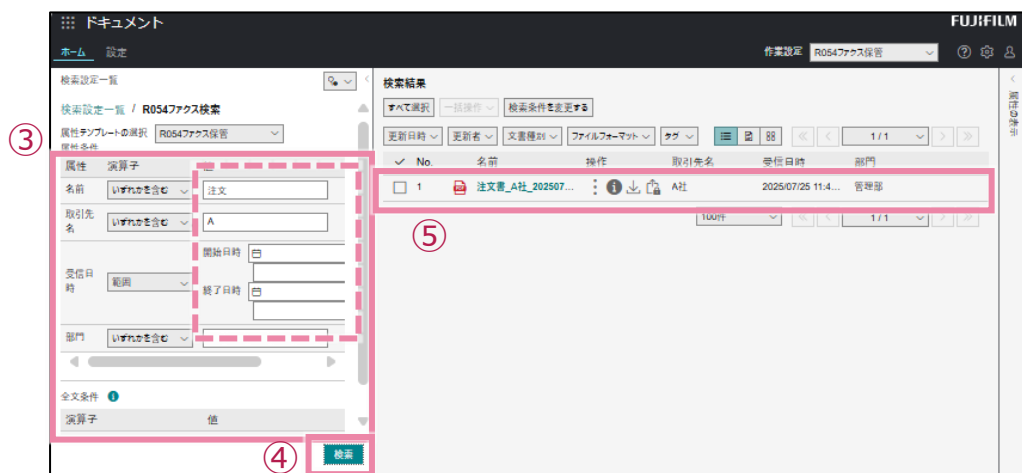 ドキュメント FUJIFILM
ホーム 設定 作業設定 R054ファクス保管
検索設定一覧
検索設定一覧 / R054ファクス検索
③ 属性テンプレートの選択 R054ファクス保管
属性条件
属性 演算子 値
名前 いずれかを含む 注文
取引先名 いずれかを含む A
受信日時 範囲 開始日時
終了日時
部門 いずれかを含む
全文条件
演算子 値
④ 検索
検索結果
すべて選択 一括操作 検索条件を変更する
更新日時 更新者 文書種別 ファイルフォーマット タグ 1/1
No. 名前 操作 取引先名 受信日時 部門
1 注文書_A社_202507... A社 2025/07/25 11:4... 管理部
⑤ 100件 1/1
属性の表示